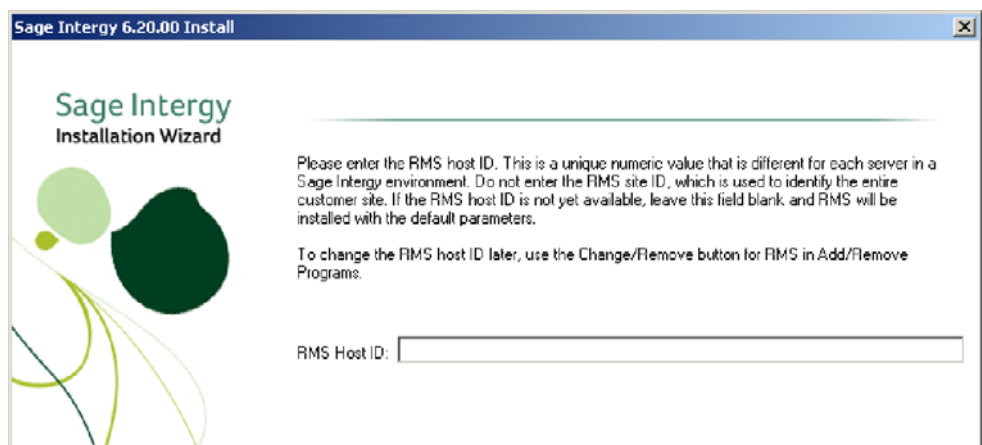 Sage Intergy 6.20.00 Install
Sage Intergy
Installation Wizard
Please enter the RMS host ID. This is a unique numeric value that is different for each server in a
Sage Intergy environment. Do not enter the RMS site ID, which is used to identify the entire
customer site. If the RMS host ID is not yet available, leave this field blank and RMS will be
installed with the default parameters.
To change the RMS host ID later, use the Change/Remove button for RMS in Add/Remove
Programs.
RMS Host ID: